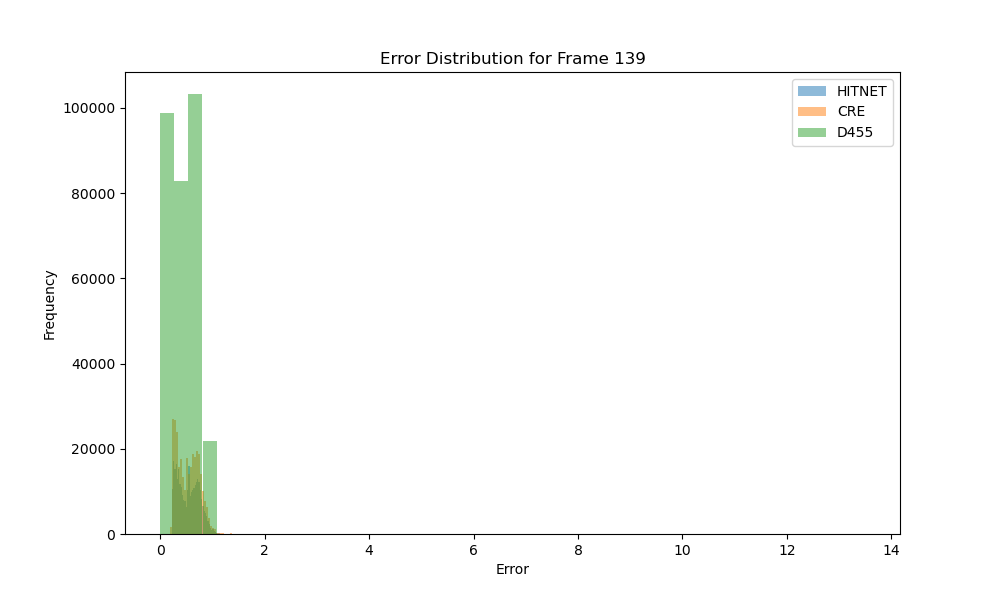 Error Distribution for Frame 139
HITNET
CRE
D455
100000
80000
60000
40000
20000
0
Frequency
0 2 4 6 8 10 12 14
Error